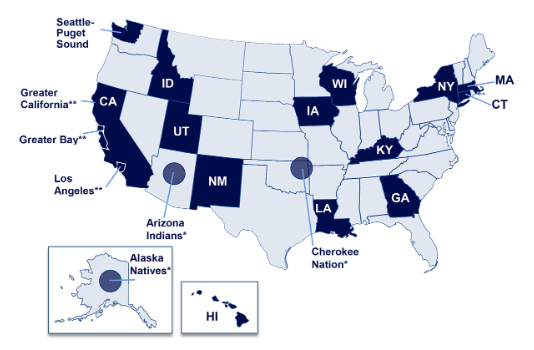 Seattle-
Puget
Sound
WI
MA
ID
NY
Greater
California**
CA
CT
IA
UT
Greater Bay**
KY
Los
Angeles**
NM
GA
LA
Arizona
Indians*
Cherokee
Nation*
Alaska
Natives*
HI